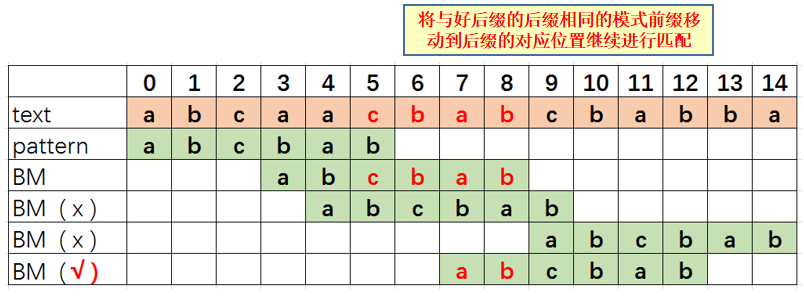 将与好后缀的后缀相同的模式前缀移
动到后缀的对应位置继续进行匹配
0 1 2 3 4 5 6 7 8 9 10 11 12 13 14
text a b c a a c b a b c b a b b a
pattern a b c b a b
BM a b c b a b
BM（x） a b c b a b
BM（x） a b c b a b
BM（√） a b c b a b